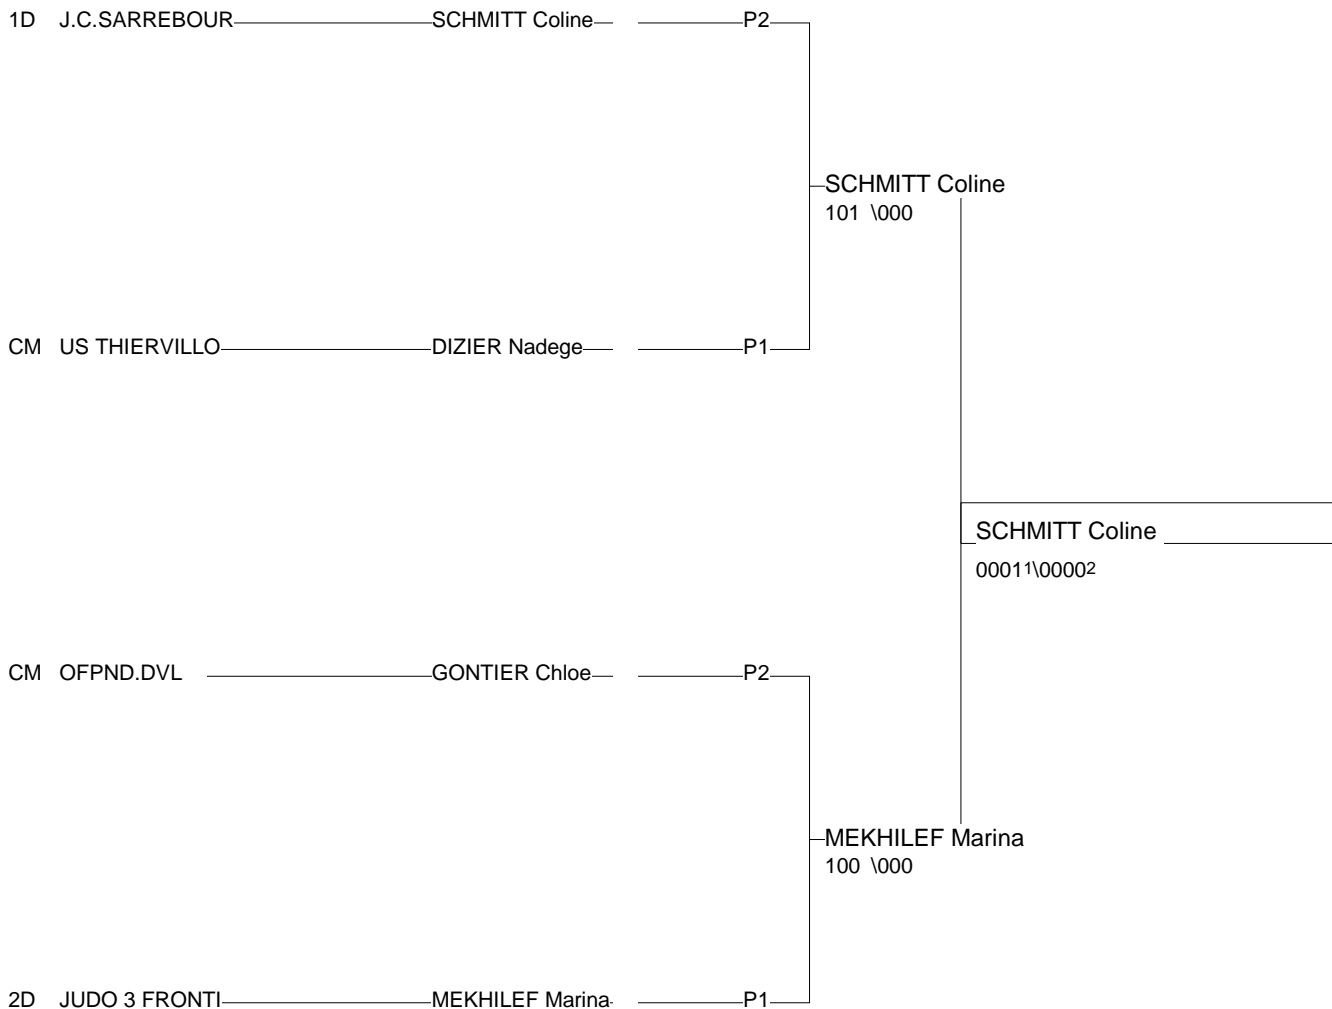 1D J.C.SARREBOUR SCHMITT Coline P2
SCHMITT Coline
101 \000
CM US THIERVILLO DIZIER Nadege P1
SCHMITT Coline
00011\00002
CM OFPND.DVL GONTIER Chloe P2
MEKHILEF Marina
100 \000
2D JUDO 3 FRONTI MEKHILEF Marina P1